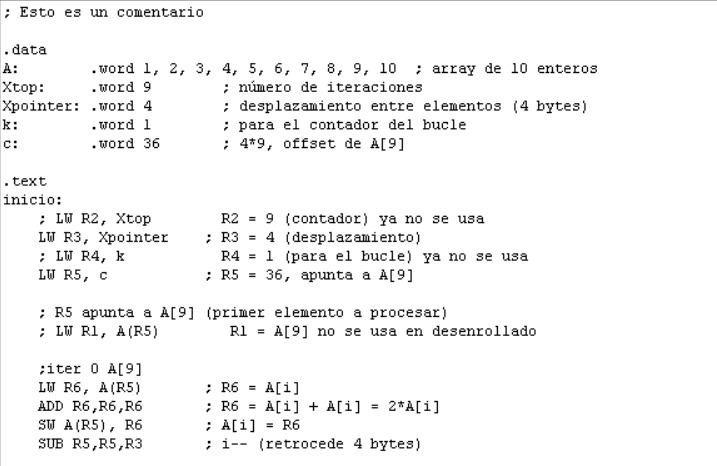 ; Esto es un comentario
.data
A: .word 1, 2, 3, 4, 5, 6, 7, 8, 9, 10 ; array de 10 enteros
Xtop: .word 9 ; número de iteraciones
Xpointer: .word 4 ; desplazamiento entre elementos (4 bytes)
k: .word 1 ; para el contador del bucle
c: .word 36 ; 4*9, offset de A[9]
.text
inicio:
; LW R2, Xtop R2 = 9 (contador) ya no se usa
LW R3, Xpointer ; R3 = 4 (desplazamiento)
; LW R4, k R4 = 1 (para el bucle) ya no se usa
LW R5, c ; R5 = 36, apunta a A[9]
; R5 apunta a A[9] (primer elemento a procesar)
; LW R1, A(R5) R1 = A[9] no se usa en desenrollado
;iter 0 A[9]
LW R6, A(R5) ; R6 = A[i]
ADD R6,R6,R6 ; R6 = A[i] + A[i] = 2*A[i]
SW A(R5), R6 ; A[i] = R6
SUB R5,R5,R3 ; i-- (retrocede 4 bytes)